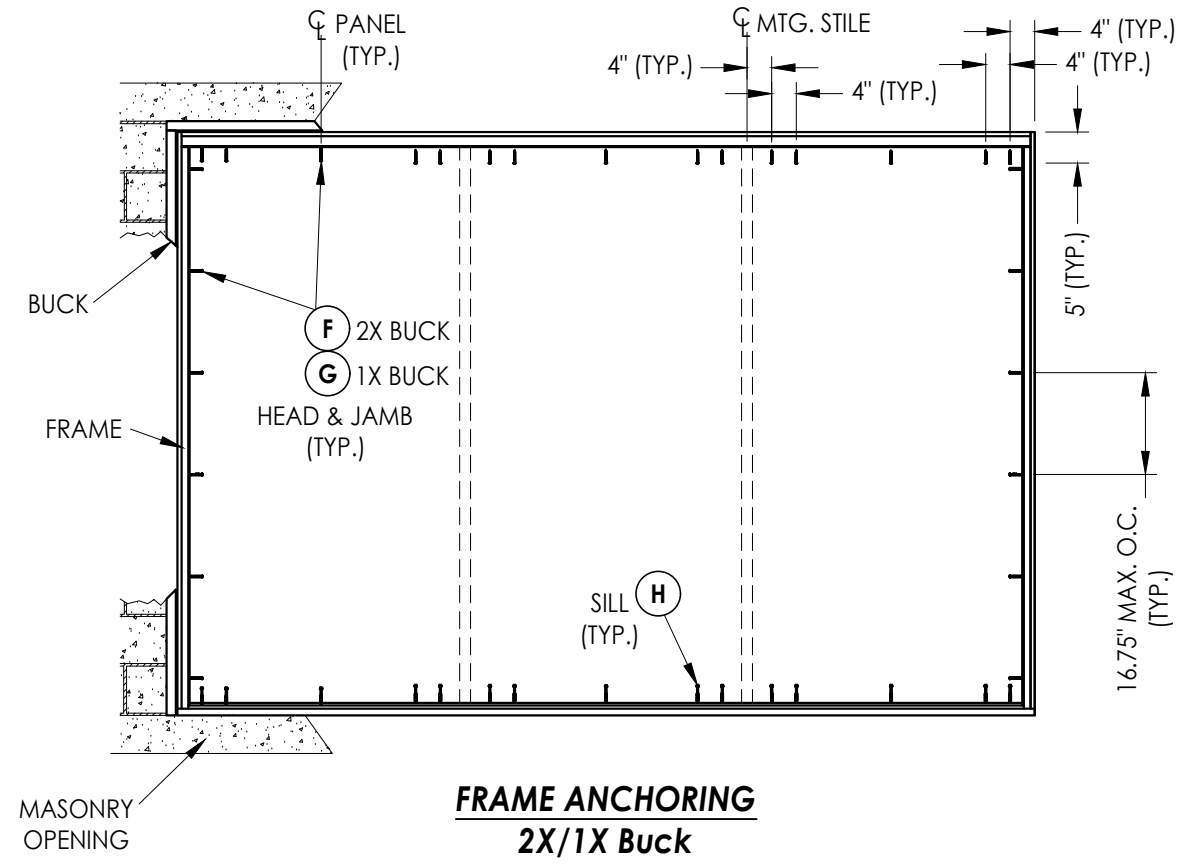 ℄ PANEL
(TYP.)
℄ MTG. STILE
4" (TYP.)
4" (TYP.)
4" (TYP.)
4" (TYP.)
5" (TYP.)
BUCK
F 2X BUCK
G 1X BUCK
HEAD & JAMB
(TYP.)
FRAME
16.75" MAX. O.C.
(TYP.)
SILL H
(TYP.)
MASONRY
OPENING
FRAME ANCHORING
2X/1X Buck